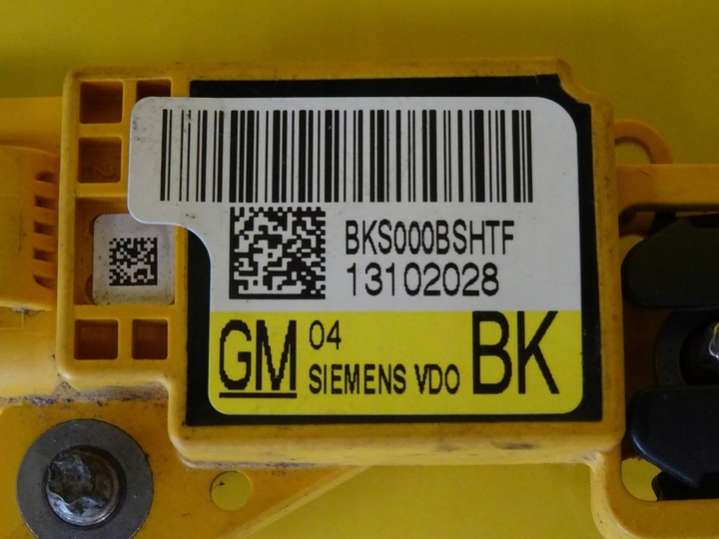 BKS000BSHTF
13102028
GM 04 SIEMENS VDO BK